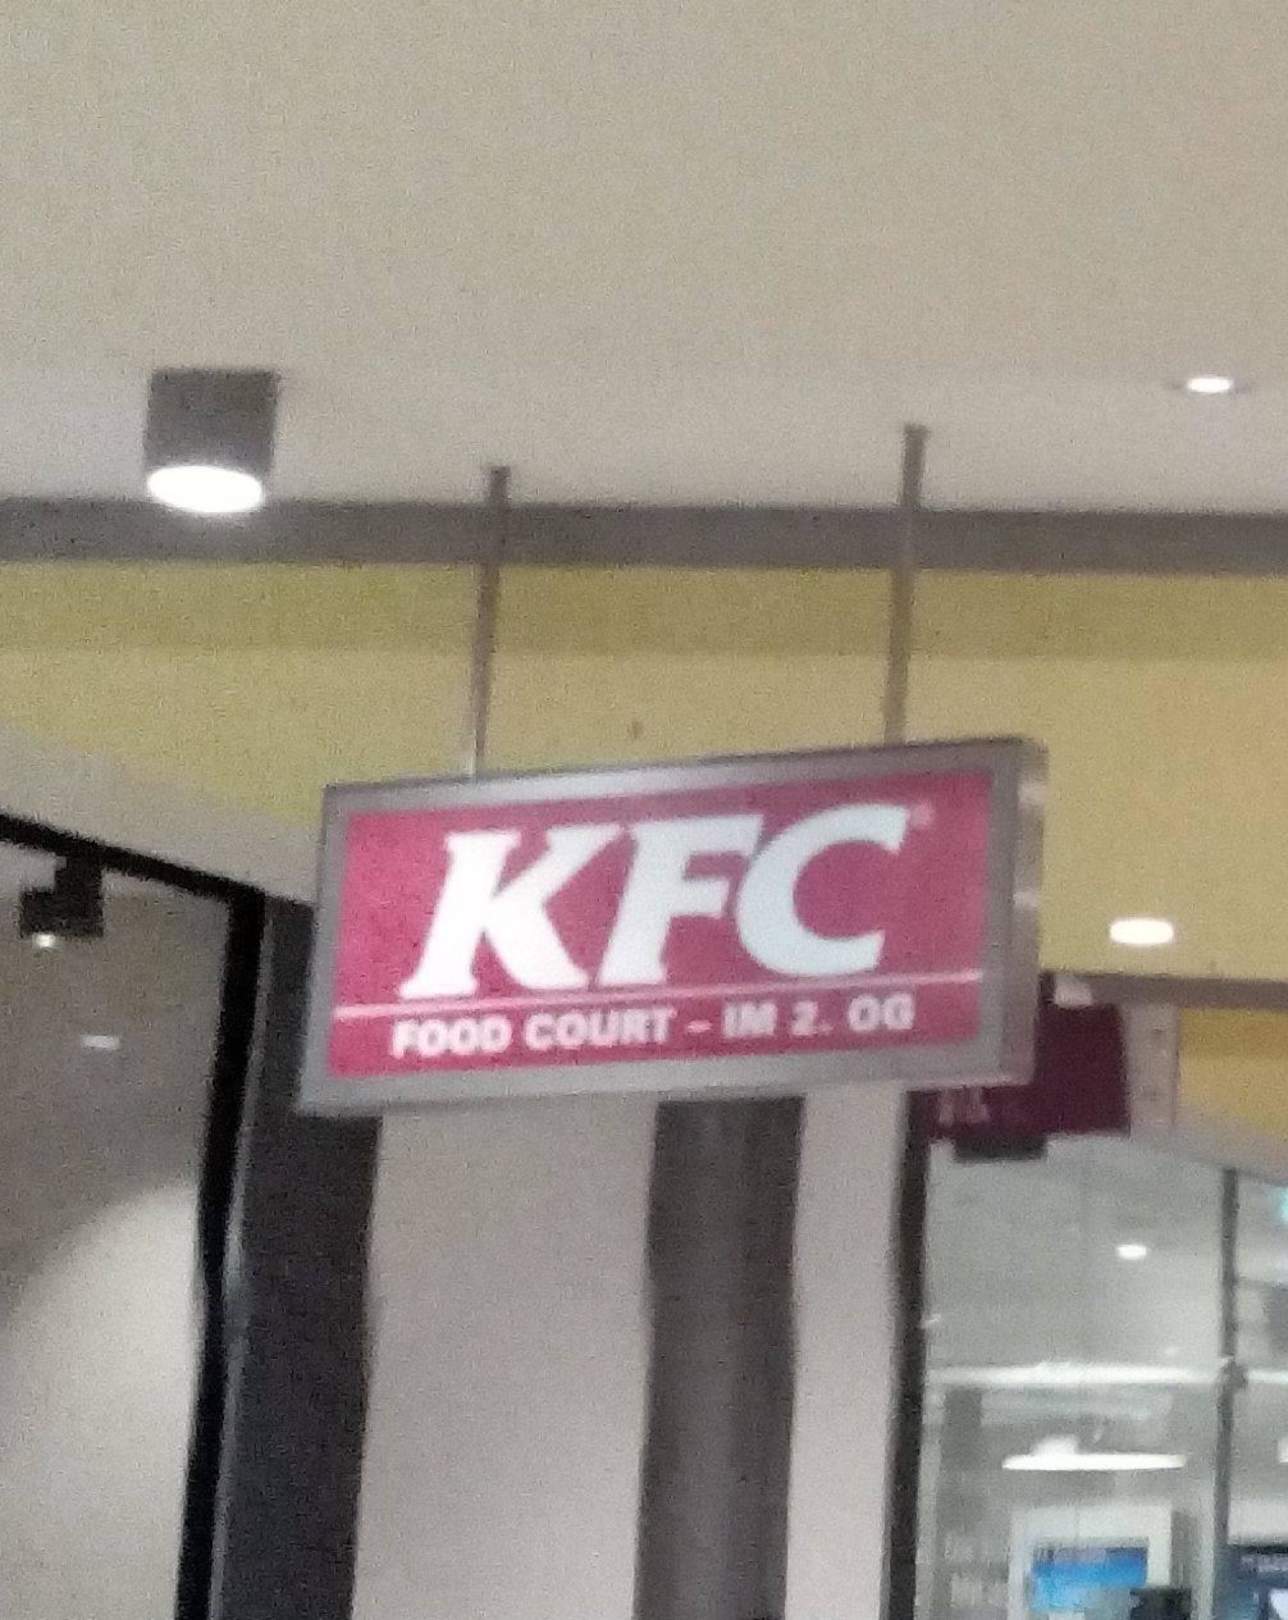 KFC
FOOD COURT - IM 2. OG